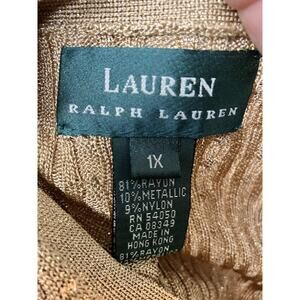 LAUREN
RALPH LAUREN
1X
81% RAYON
10% METALLIC
9% NYLON
RN 54050
CA 08349
MADE IN
HONG KONG
81% RAYON